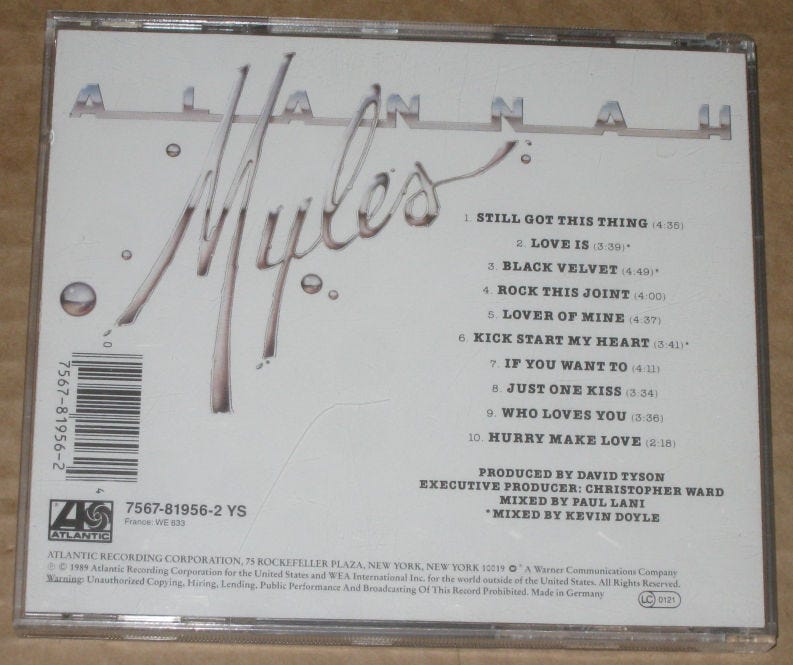 ALANNAH
Myles
1. STILL GOT THIS THING (4:35)
2. LOVE IS (3:39)*
3. BLACK VELVET (4:49)*
4. ROCK THIS JOINT (4:00)
5. LOVER OF MINE (4:37)
6. KICK START MY HEART (3:41)*
7. IF YOU WANT TO (4:11)
8. JUST ONE KISS (3:34)
9. WHO LOVES YOU (3:36)
10. HURRY MAKE LOVE (2:18)
PRODUCED BY DAVID TYSON
EXECUTIVE PRODUCER: CHRISTOPHER WARD
MIXED BY PAUL LANI
*MIXED BY KEVIN DOYLE
0
7567-81956-2
4
ATLANTIC
7567-81956-2 YS
France: WE 833
ATLANTIC RECORDING CORPORATION, 75 ROCKEFELLER PLAZA, NEW YORK, NEW YORK 10019 ® A Warner Communications Company
℗ © 1989 Atlantic Recording Corporation for the United States and WEA International Inc. for the world outside of the United States. All Rights Reserved.
Warning: Unauthorized Copying, Hiring, Lending, Public Performance And Broadcasting Of This Record Prohibited. Made in Germany
LC 0121